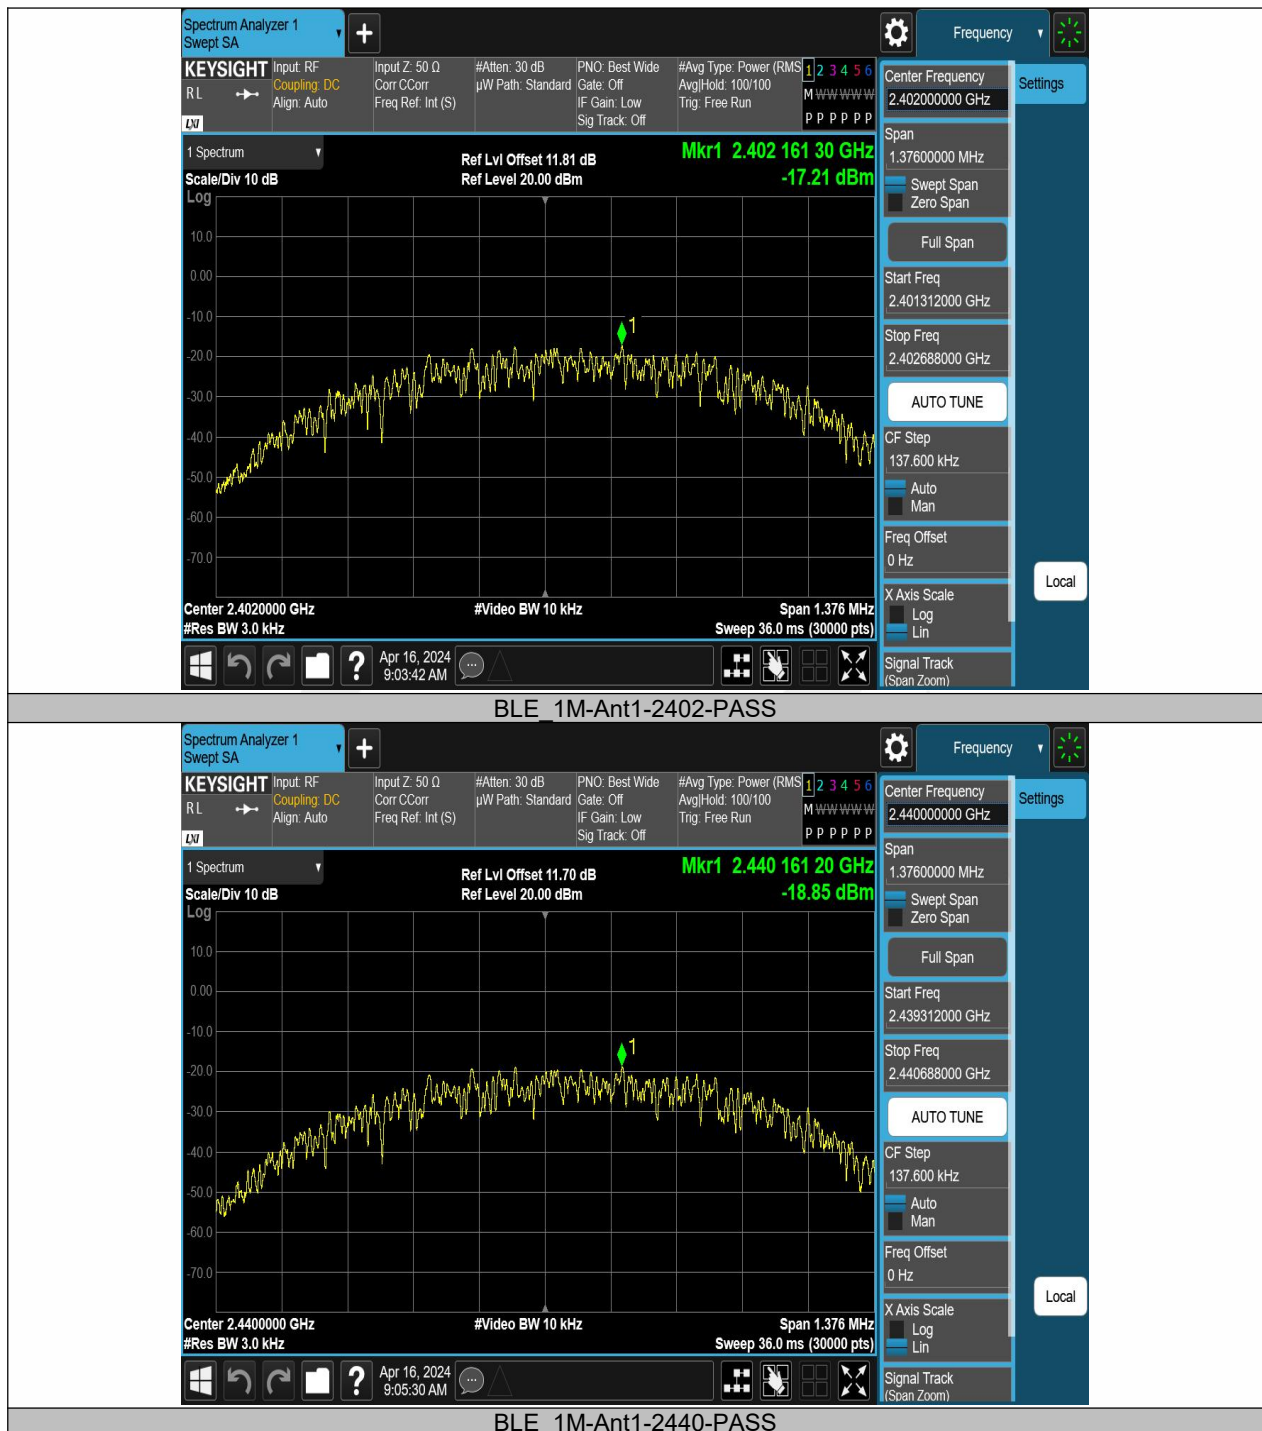 Spectrum Analyzer 1
Swept SA
+
Frequency
KEYSIGHT
RL
LXI
Input: RF
Coupling: DC
Align: Auto
Input Z: 50 Ω
Corr CCorr
Freq Ref: Int (S)
#Atten: 30 dB
µW Path: Standard
PNO: Best Wide
Gate: Off
IF Gain: Low
Sig Track: Off
#Avg Type: Power (RMS
Avg|Hold: 100/100
Trig: Free Run
1 2 3 4 5 6
M W W W W W
P P P P P P
1 Spectrum
Scale/Div 10 dB
Ref Lvl Offset 11.81 dB
Ref Level 20.00 dBm
Mkr1 2.402 161 30 GHz
-17.21 dBm
Log
10.0
0.00
-10.0
-20.0
-30.0
-40.0
-50.0
-60.0
-70.0
1
Center 2.4020000 GHz
#Res BW 3.0 kHz
#Video BW 10 kHz
Span 1.376 MHz
Sweep 36.0 ms (30000 pts)
?
Apr 16, 2024
9:03:42 AM
Center Frequency
2.402000000 GHz
Settings
Span
1.37600000 MHz
Swept Span
Zero Span
Full Span
Start Freq
2.401312000 GHz
Stop Freq
2.402688000 GHz
AUTO TUNE
CF Step
137.600 kHz
Auto
Man
Freq Offset
0 Hz
Local
X Axis Scale
Log
Lin
Signal Track
(Span Zoom)
BLE_1M-Ant1-2402-PASS
Spectrum Analyzer 1
Swept SA
+
Frequency
KEYSIGHT
RL
LXI
Input: RF
Coupling: DC
Align: Auto
Input Z: 50 Ω
Corr CCorr
Freq Ref: Int (S)
#Atten: 30 dB
µW Path: Standard
PNO: Best Wide
Gate: Off
IF Gain: Low
Sig Track: Off
#Avg Type: Power (RMS
Avg|Hold: 100/100
Trig: Free Run
1 2 3 4 5 6
M W W W W W
P P P P P P
1 Spectrum
Scale/Div 10 dB
Ref Lvl Offset 11.70 dB
Ref Level 20.00 dBm
Mkr1 2.440 161 20 GHz
-18.85 dBm
Log
10.0
0.00
-10.0
-20.0
-30.0
-40.0
-50.0
-60.0
-70.0
1
Center 2.4400000 GHz
#Res BW 3.0 kHz
#Video BW 10 kHz
Span 1.376 MHz
Sweep 36.0 ms (30000 pts)
?
Apr 16, 2024
9:05:30 AM
Center Frequency
2.440000000 GHz
Settings
Span
1.37600000 MHz
Swept Span
Zero Span
Full Span
Start Freq
2.439312000 GHz
Stop Freq
2.440688000 GHz
AUTO TUNE
CF Step
137.600 kHz
Auto
Man
Freq Offset
0 Hz
Local
X Axis Scale
Log
Lin
Signal Track
(Span Zoom)
BLE_1M-Ant1-2440-PASS